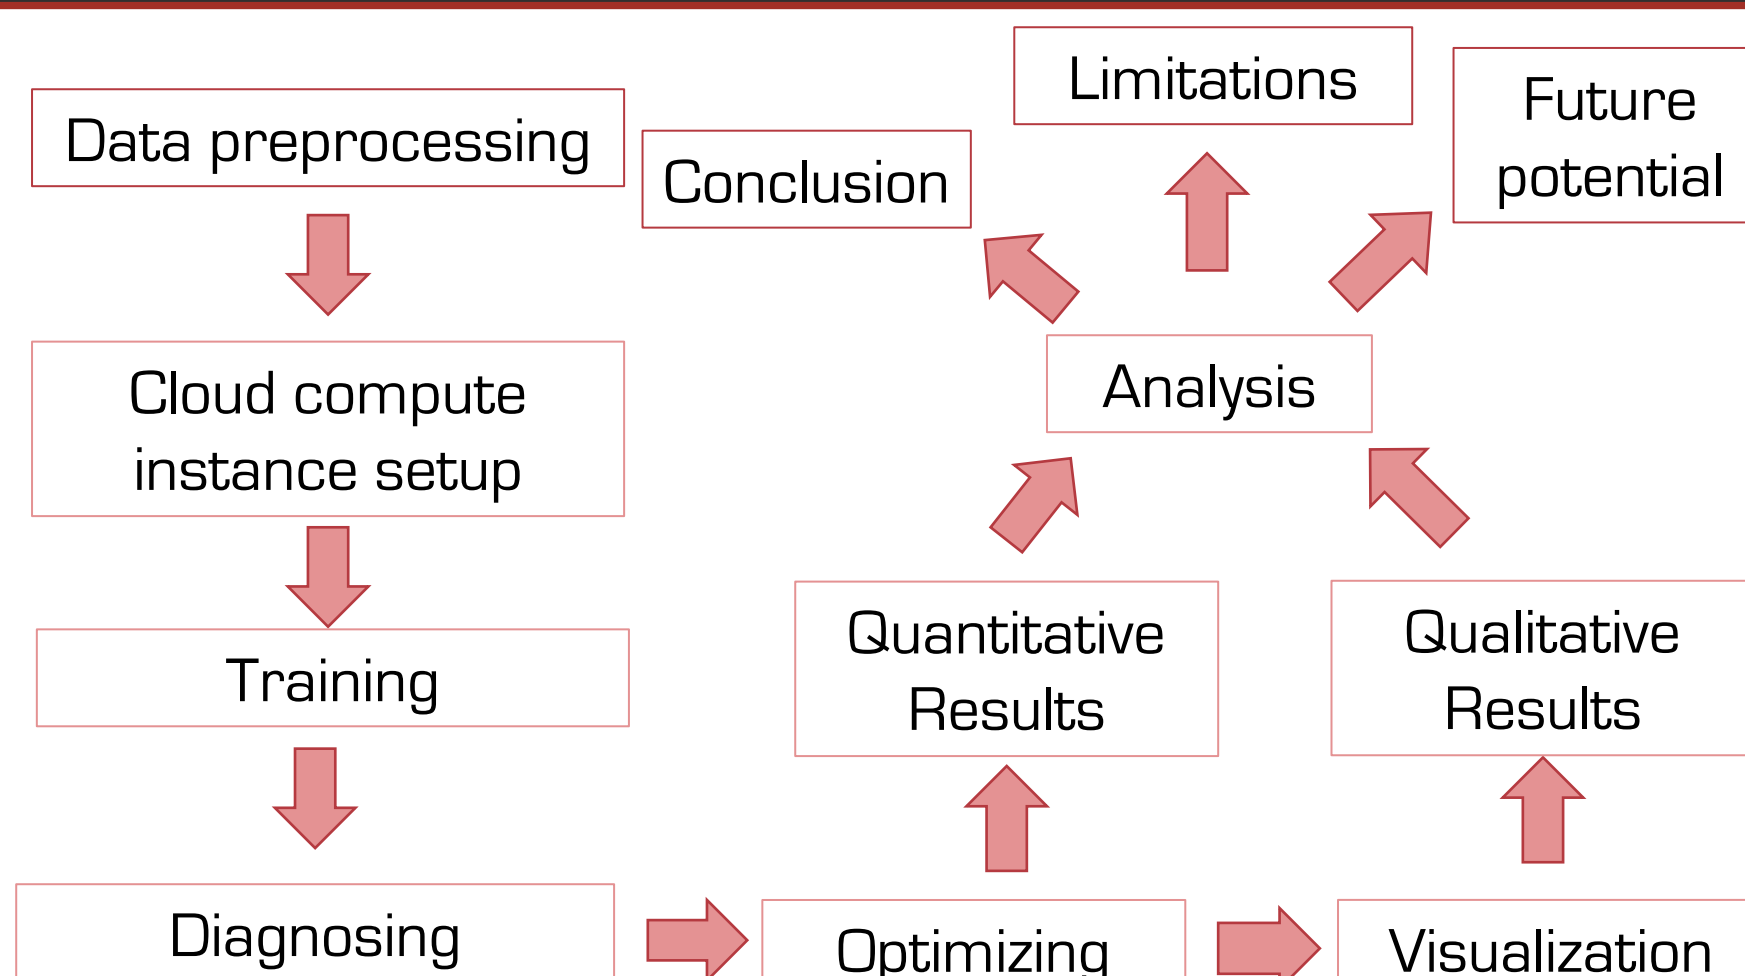 Data preprocessing
Cloud compute
instance setup
Training
Diagnosing
Optimizing
Visualization
Quantitative
Results
Qualitative
Results
Analysis
Conclusion
Limitations
Future
potential